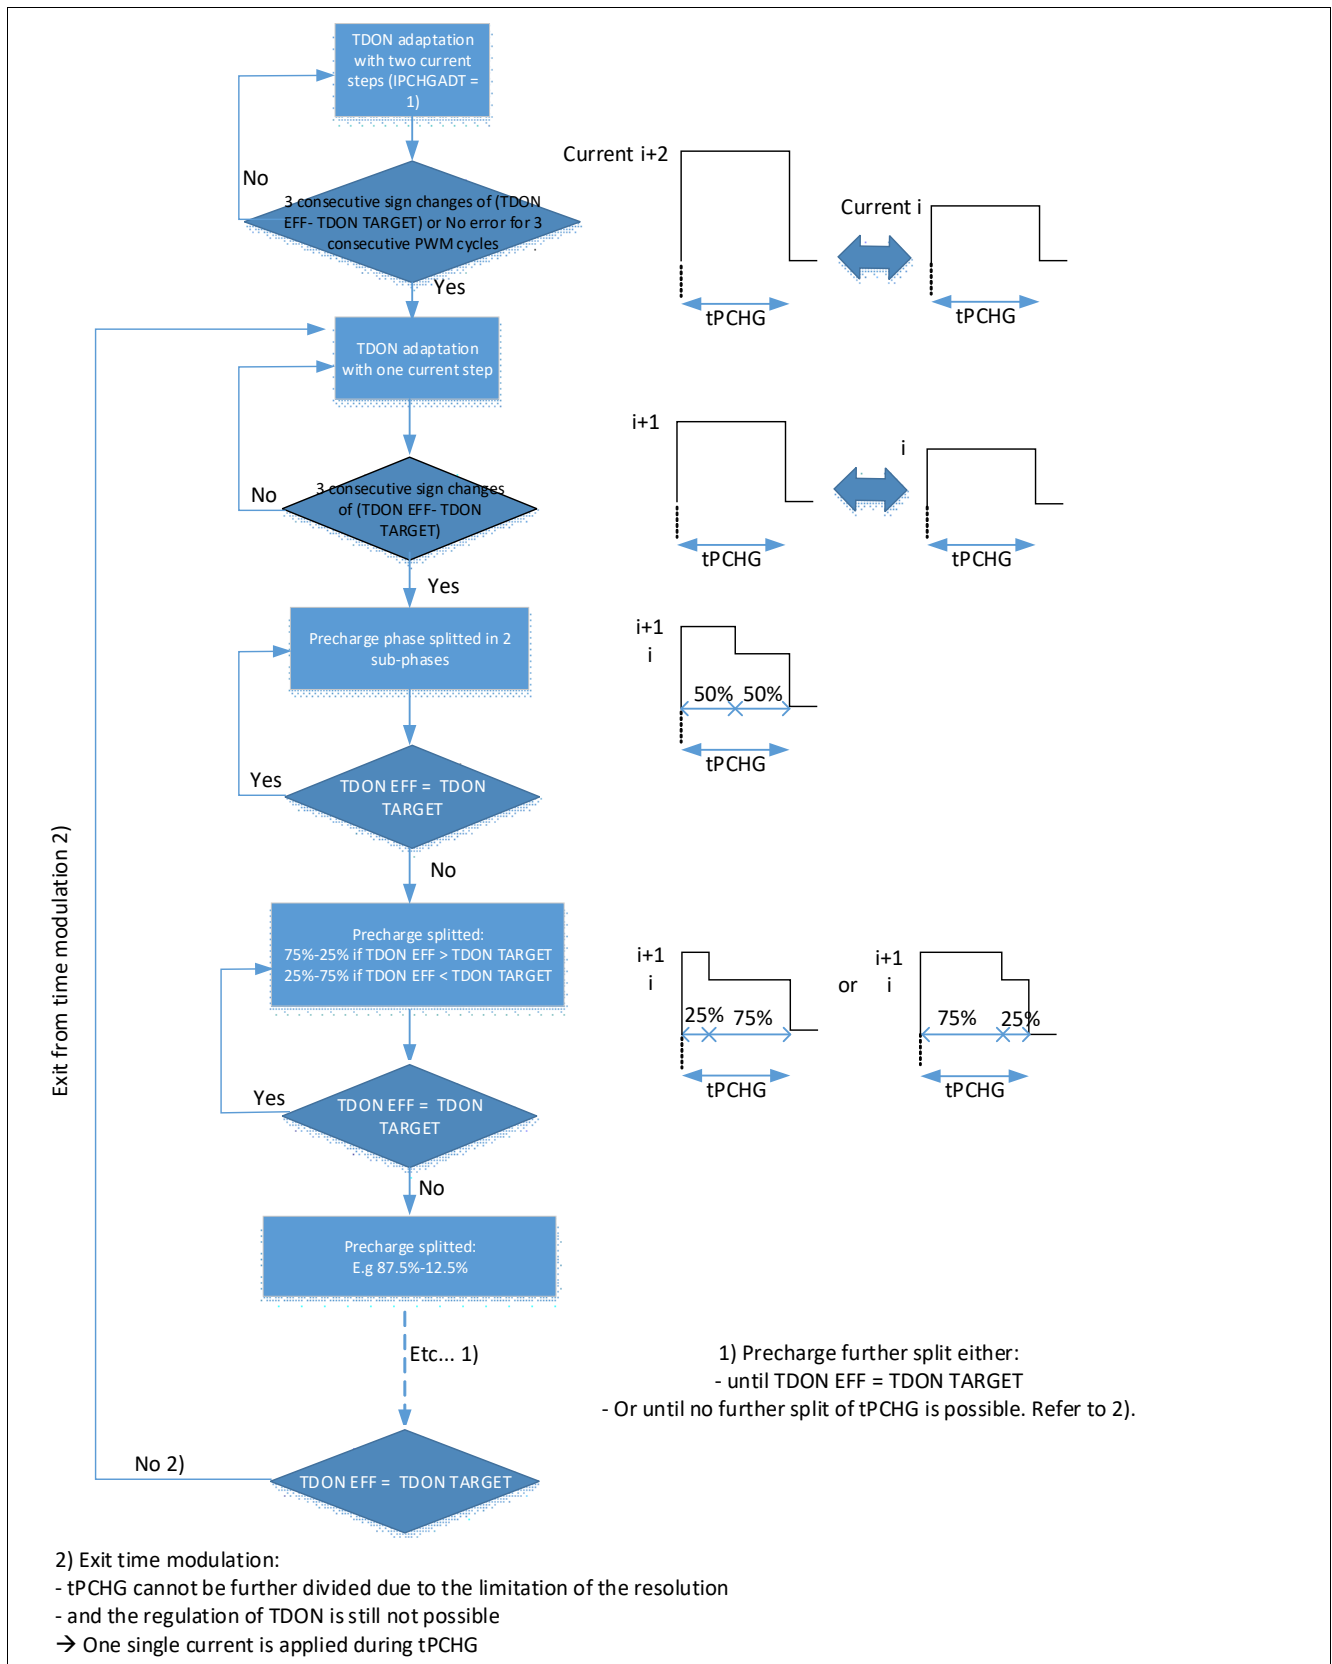 TDON adaptation
with two current
steps (IPCHGADT =
1)
No
3 consecutive sign changes of (TDON
EFF- TDON TARGET) or No error for 3
consecutive PWM cycles
Yes
Current i+2
tPCHG
Current i
tPCHG
TDON adaptation
with one current step
No
3 consecutive sign changes
of (TDON EFF- TDON
TARGET)
Yes
i+1
tPCHG
i
tPCHG
Precharge phase splitted in 2
sub-phases
i+1
i
50% 50%
tPCHG
Yes
TDON EFF = TDON
TARGET
No
Precharge splitted:
75%-25% if TDON EFF > TDON TARGET
25%-75% if TDON EFF < TDON TARGET
i+1
i
25% 75%
tPCHG
or
i+1
i
75% 25%
tPCHG
Yes
TDON EFF = TDON
TARGET
No
Precharge splitted:
E.g 87.5%-12.5%
Etc... 1)
1) Precharge further split either:
- until TDON EFF = TDON TARGET
- Or until no further split of tPCHG is possible. Refer to 2).
No 2)
TDON EFF = TDON TARGET
Exit from time modulation 2)
2) Exit time modulation:
- tPCHG cannot be further divided due to the limitation of the resolution
- and the regulation of TDON is still not possible
→ One single current is applied during tPCHG